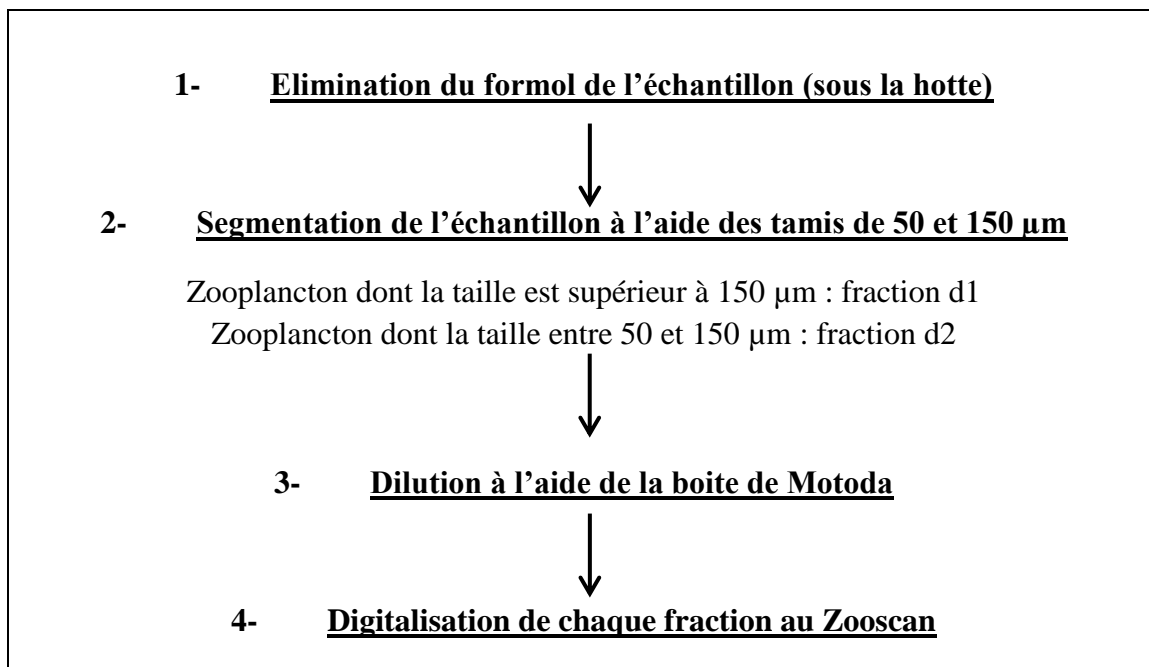 1- Elimination du formol de l’échantillon (sous la hotte)
2- Segmentation de l’échantillon à l’aide des tamis de 50 et 150 µm
Zooplancton dont la taille est supérieur à 150 µm : fraction d1
Zooplancton dont la taille entre 50 et 150 µm : fraction d2
3- Dilution à l’aide de la boite de Motoda
4- Digitalisation de chaque fraction au Zooscan